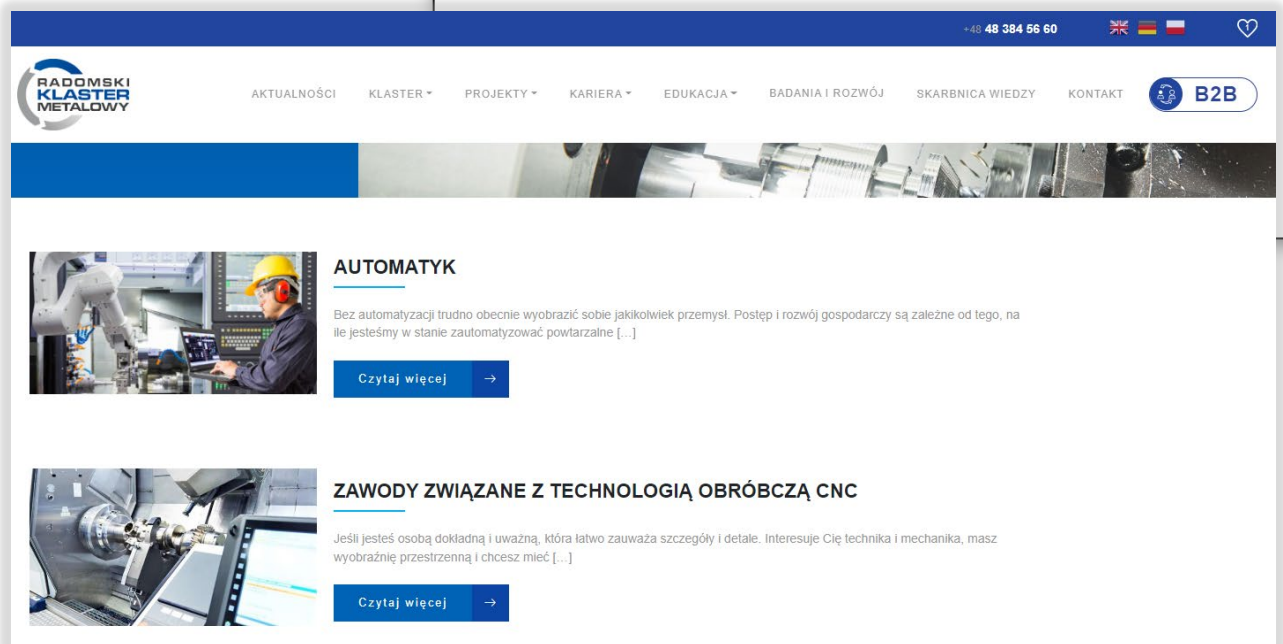 +48 48 384 56 60
1
RADOMSKI
KLASTER
METALOWY
AKTUALNOŚCI KLASTER PROJEKTY KARIERA EDUKACJA BADANIA I ROZWÓJ SKARBNICA WIEDZY KONTAKT B2B
AUTOMATYK
Bez automatyzacji trudno obecnie wyobrazić sobie jakikolwiek przemysł. Postęp i rozwój gospodarczy są zależne od tego, na
ile jesteśmy w stanie zautomatyzować powtarzalne […]
Czytaj więcej →
ZAWODY ZWIĄZANE Z TECHNOLOGIĄ OBRÓBCZĄ CNC
Jeśli jesteś osobą dokładną i uważną, która łatwo zauważa szczegóły i detale. Interesuje Cię technika i mechanika, masz
wyobraźnię przestrzenną i chcesz mieć […]
Czytaj więcej →